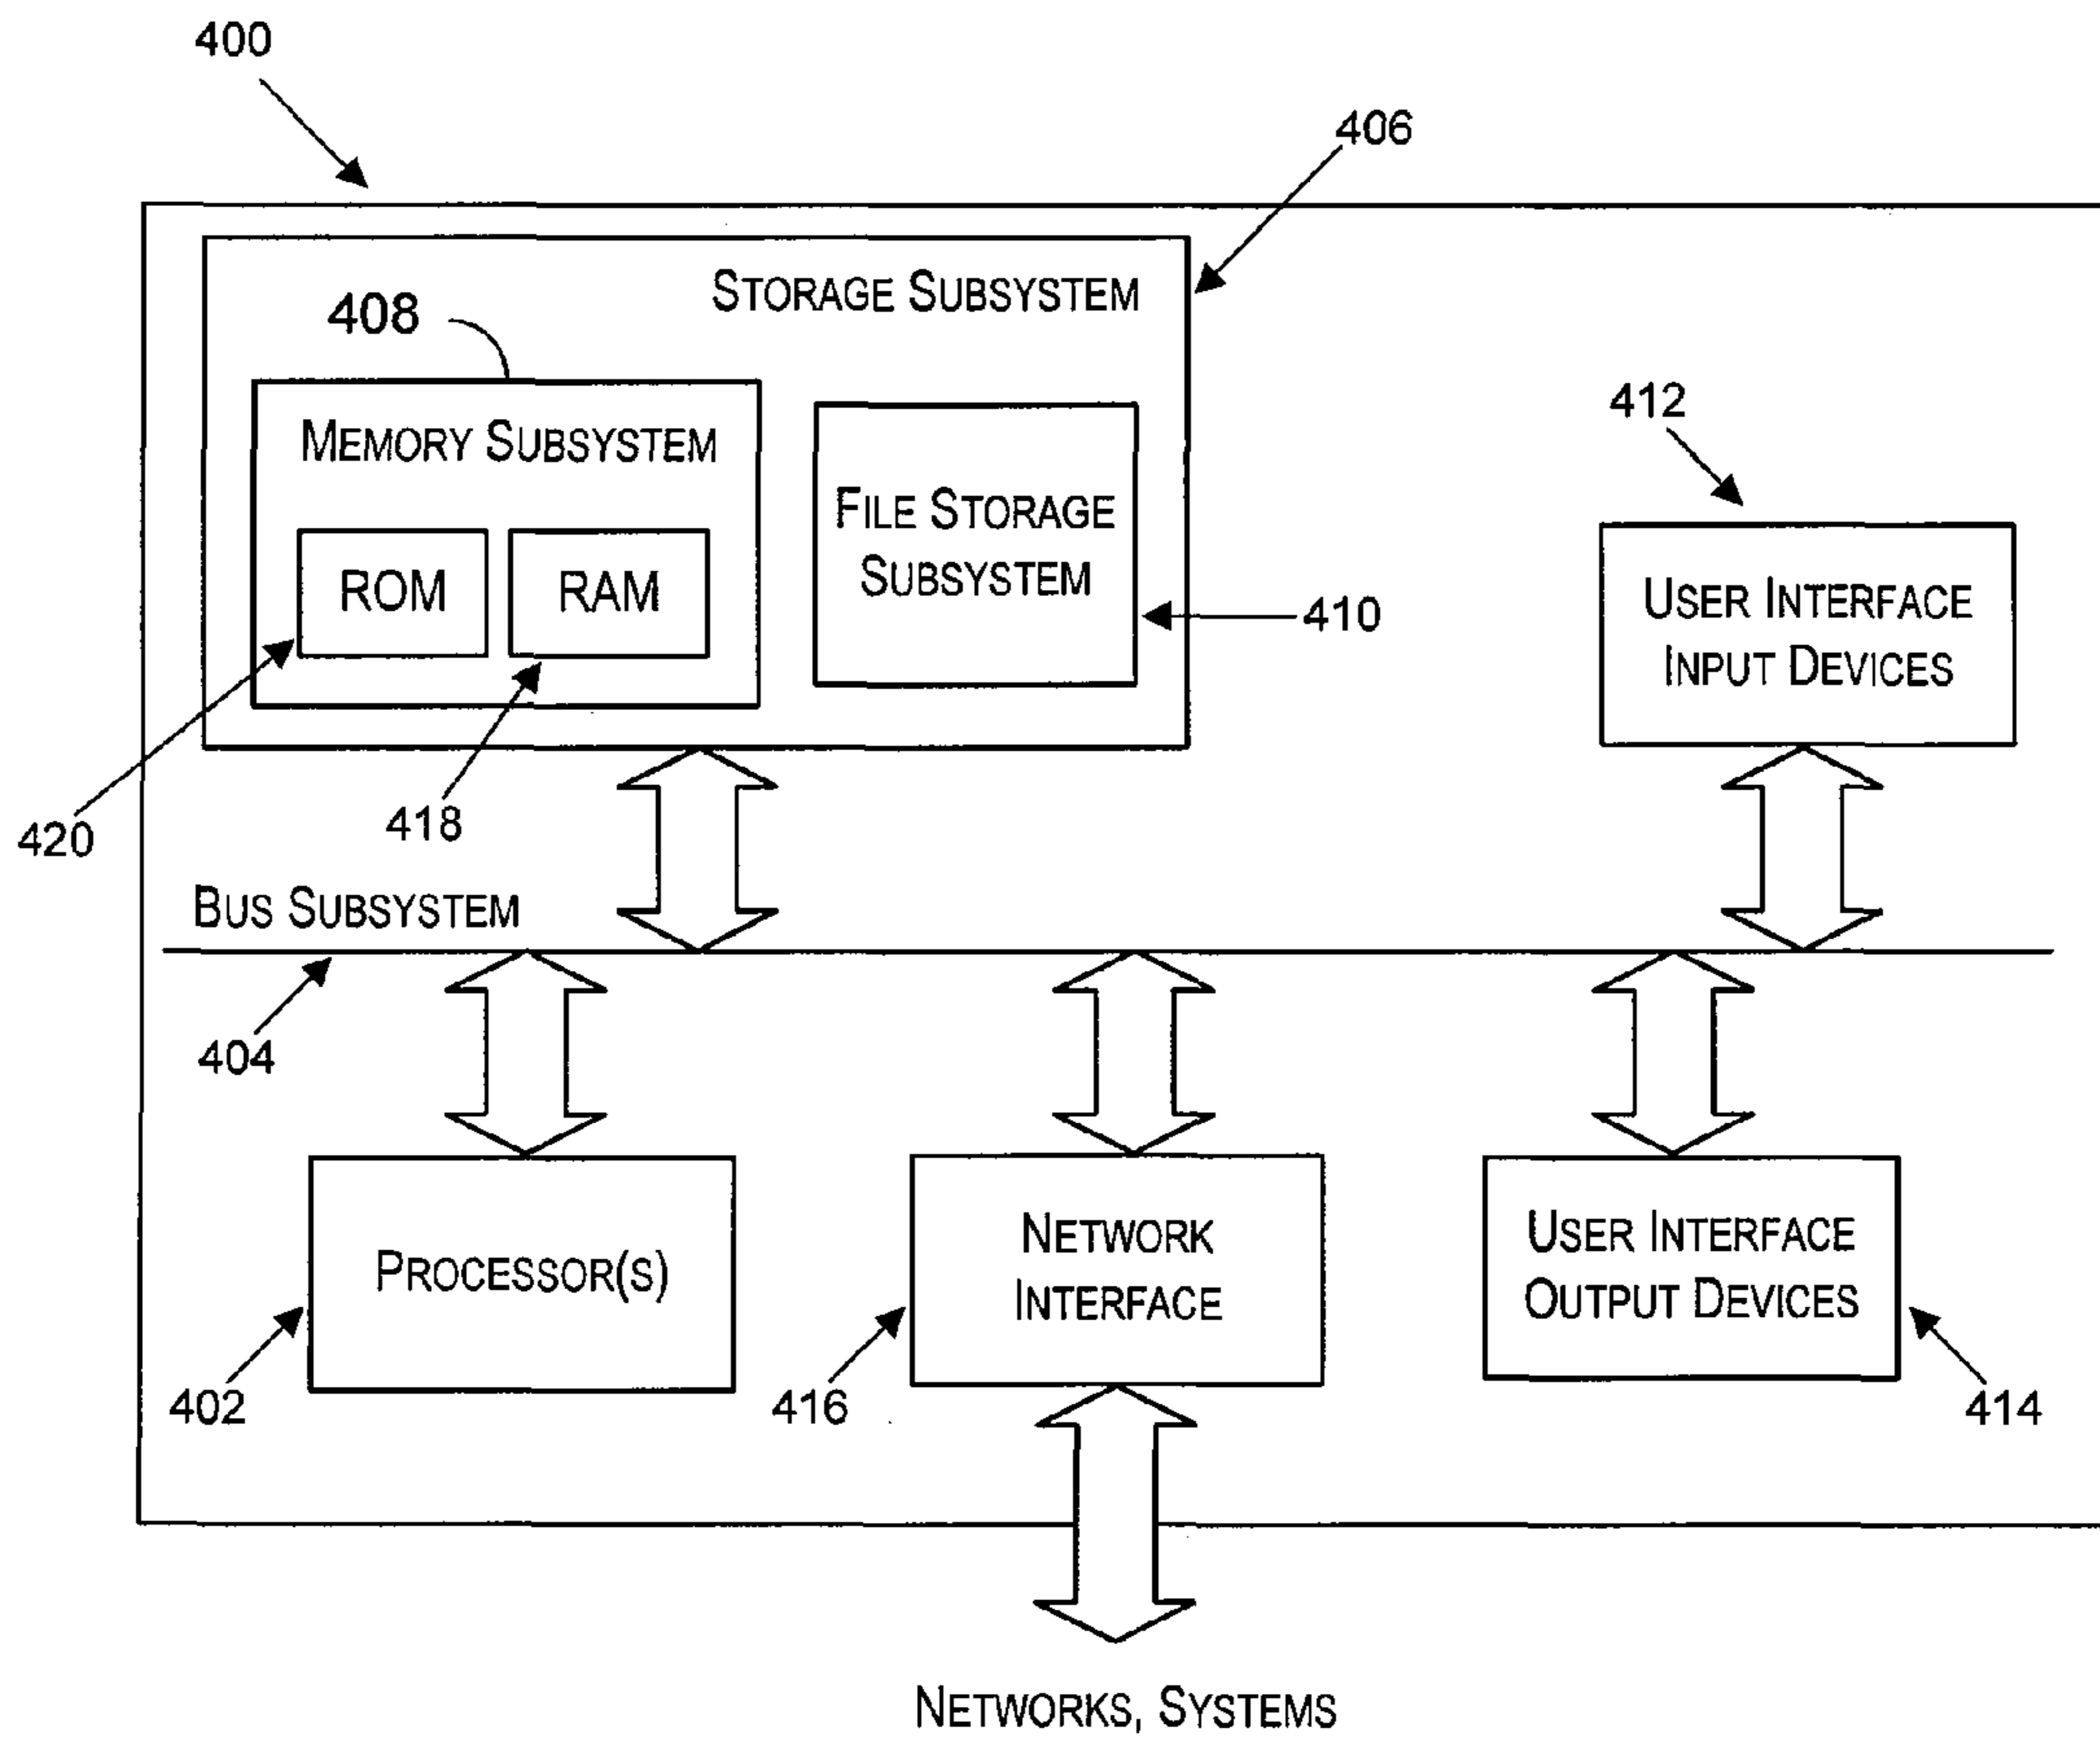 400
406
STORAGE SUBSYSTEM
408
MEMORY SUBSYSTEM
412
FILE STORAGE
SUBSYSTEM
ROM
RAM
USER INTERFACE
INPUT DEVICES
410
420
418
BUS SUBSYSTEM
404
PROCESSOR(S)
NETWORK
INTERFACE
USER INTERFACE
OUTPUT DEVICES
402
416
414
NETWORKS, SYSTEMS